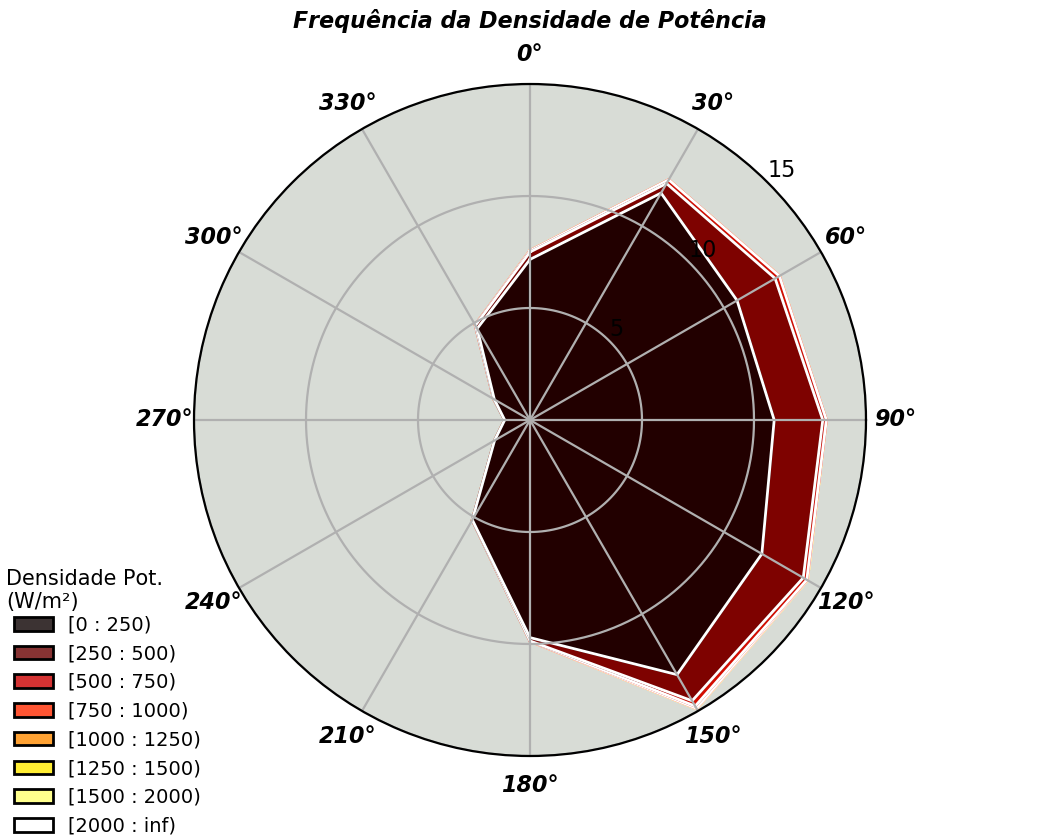 Frequência da Densidade de Potência
0°
330°
30°
15
300°
60°
10
5
270°
90°
Densidade Pot.
(W/m²)
240°
120°
[0 : 250)
[250 : 500)
[500 : 750)
[750 : 1000)
210°
150°
[1000 : 1250)
[1250 : 1500)
180°
[1500 : 2000)
[2000 : inf)